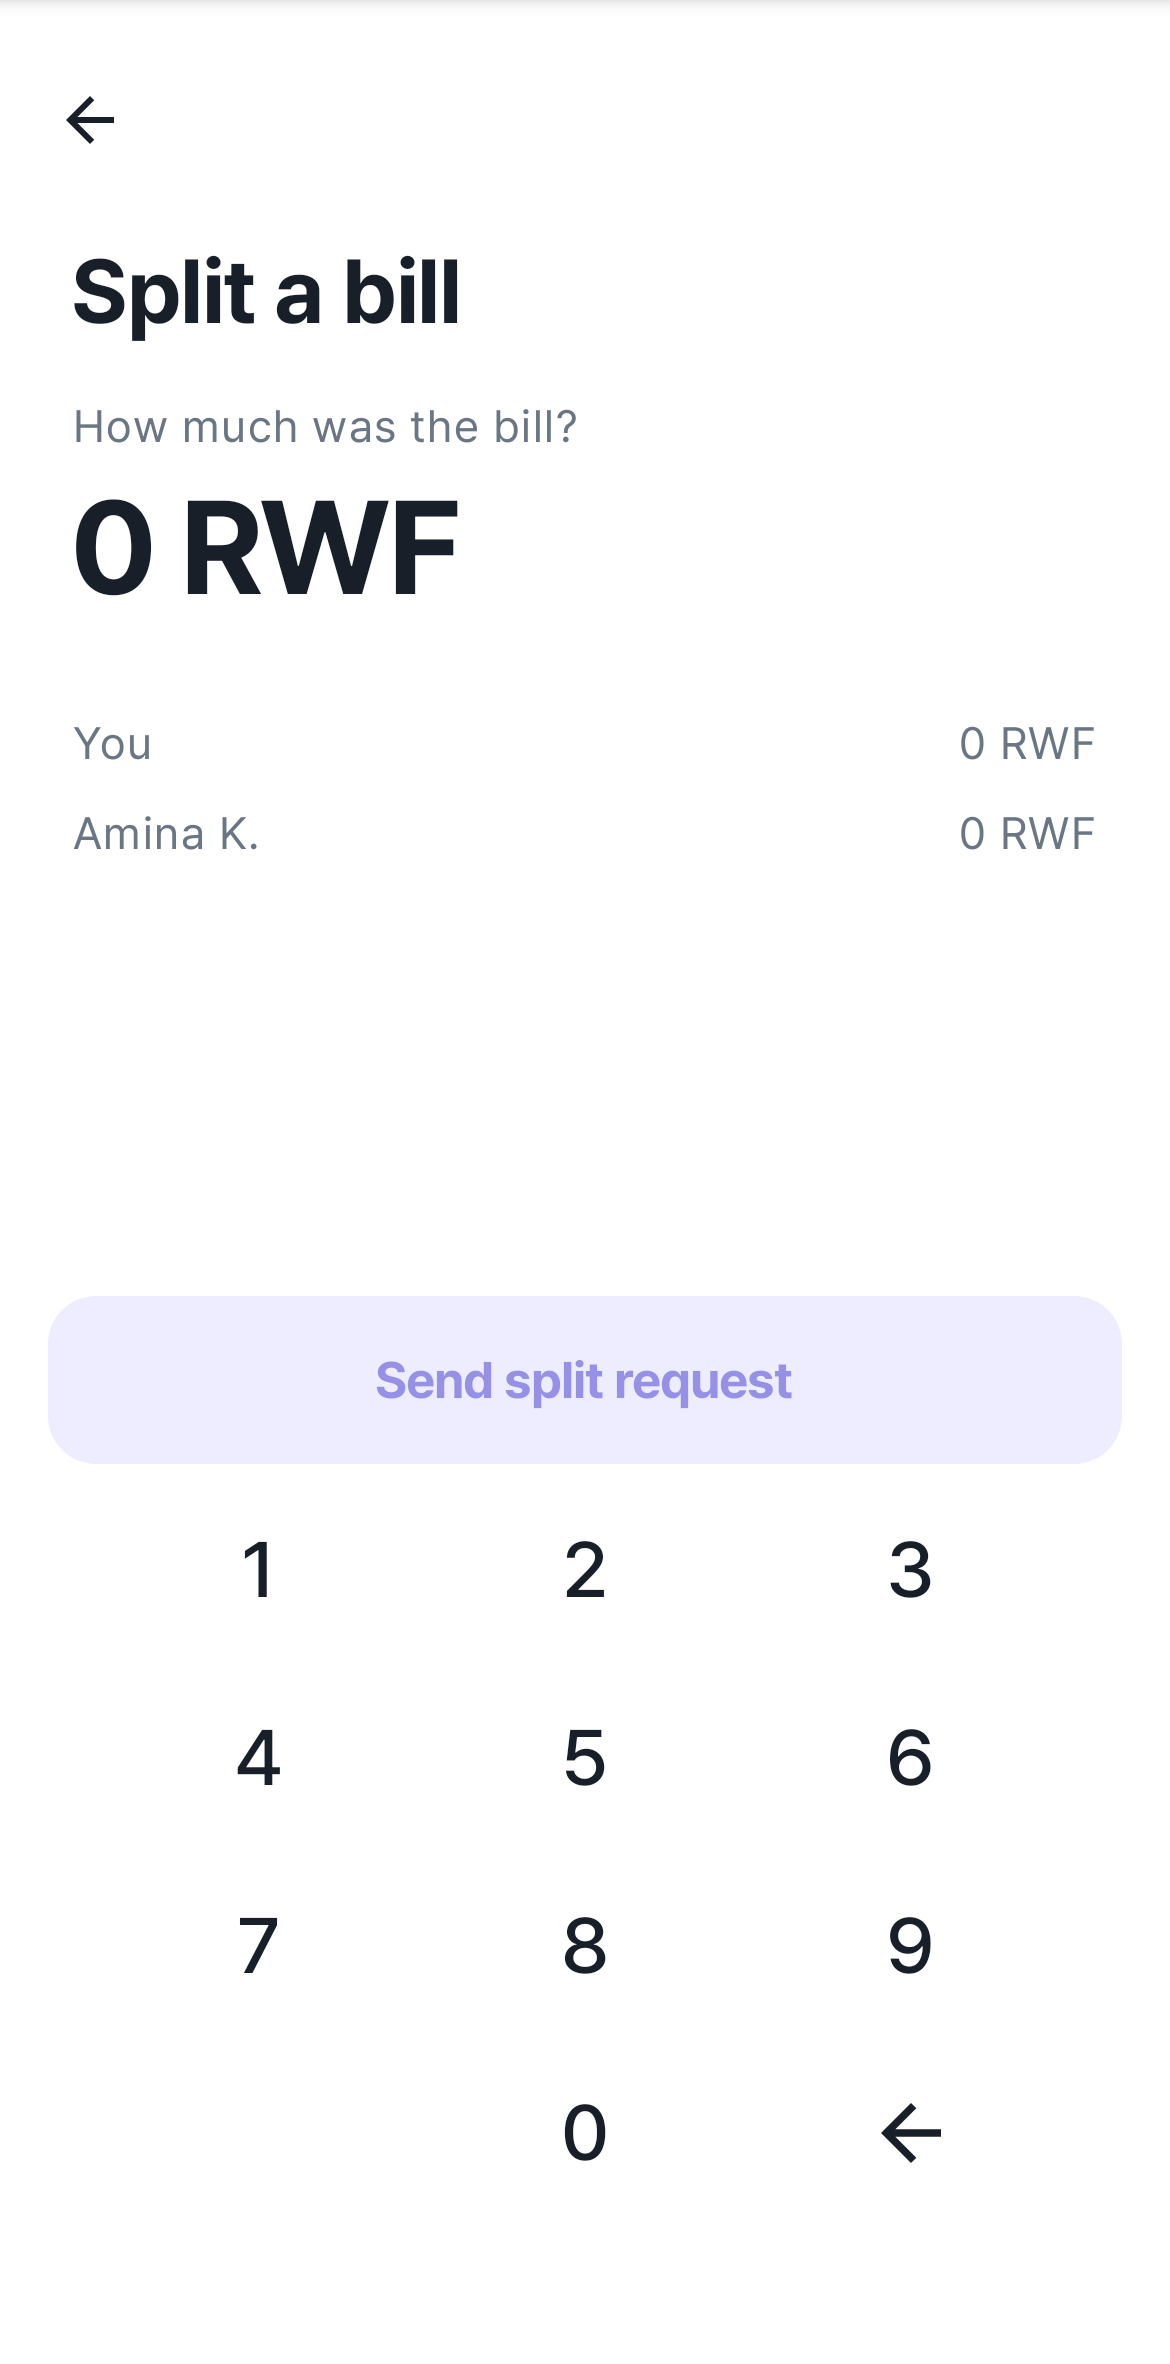 Split a bill
How much was the bill?
0 RWF
You 0 RWF
Amina K. 0 RWF
Send split request
1 2 3
4 5 6
7 8 9
0